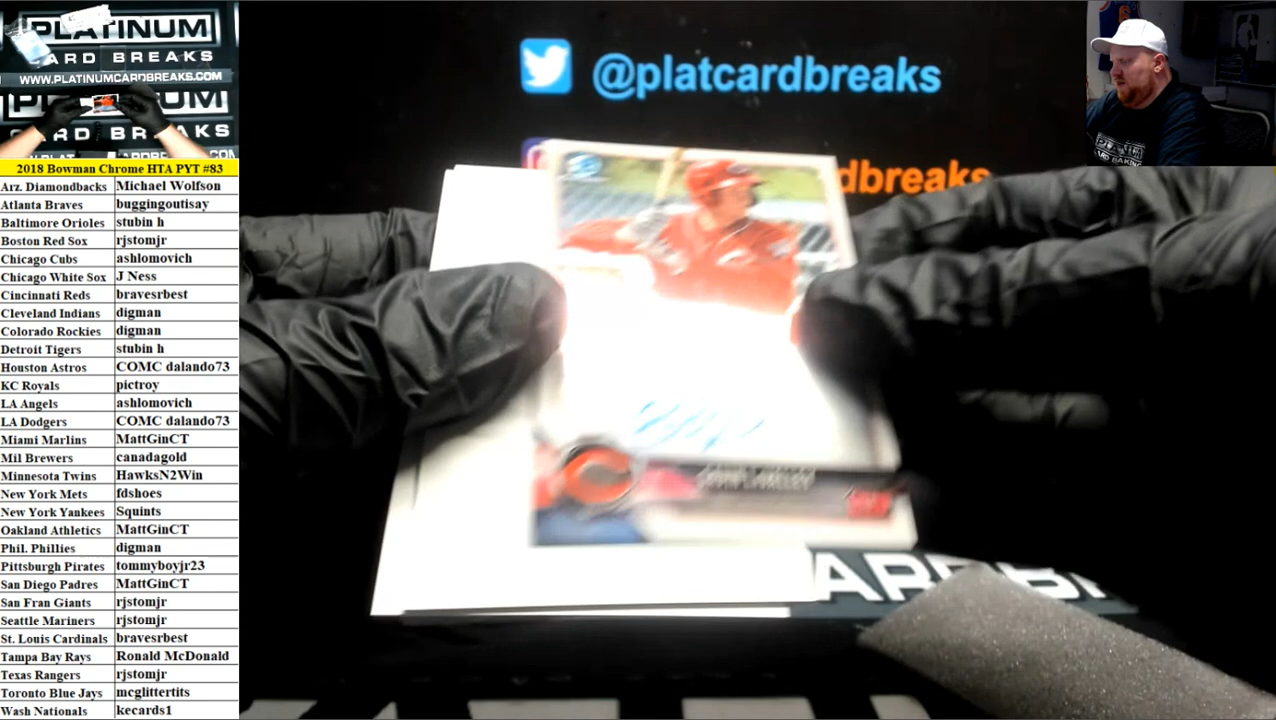 PLATINUM
CARD BREAKS
WWW.PLATINUMCARDBREAKS.COM
@platcardbreaks
dbreaks
ARDBR
PLATINUM
2018 Bowman Chrome HTA PYT #83
Arz. Diamondbacks Michael Wolfson
Atlanta Braves buggingoutisay
Baltimore Orioles stubin h
Boston Red Sox rjstomjr
Chicago Cubs ashlomovich
Chicago White Sox J Ness
Cincinnati Reds bravesrbest
Cleveland Indians digman
Colorado Rockies digman
Detroit Tigers stubin h
Houston Astros COMC dalando73
KC Royals pictroy
LA Angels ashlomovich
LA Dodgers COMC dalando73
Miami Marlins MattGinCT
Mil Brewers canadagold
Minnesota Twins HawksN2Win
New York Mets fdshoes
New York Yankees Squints
Oakland Athletics MattGinCT
Phil. Phillies digman
Pittsburgh Pirates tommyboyjr23
San Diego Padres MattGinCT
San Fran Giants rjstomjr
Seattle Mariners rjstomjr
St. Louis Cardinals bravesrbest
Tampa Bay Rays Ronald McDonald
Texas Rangers rjstomjr
Toronto Blue Jays mcglittertits
Wash Nationals kecards1